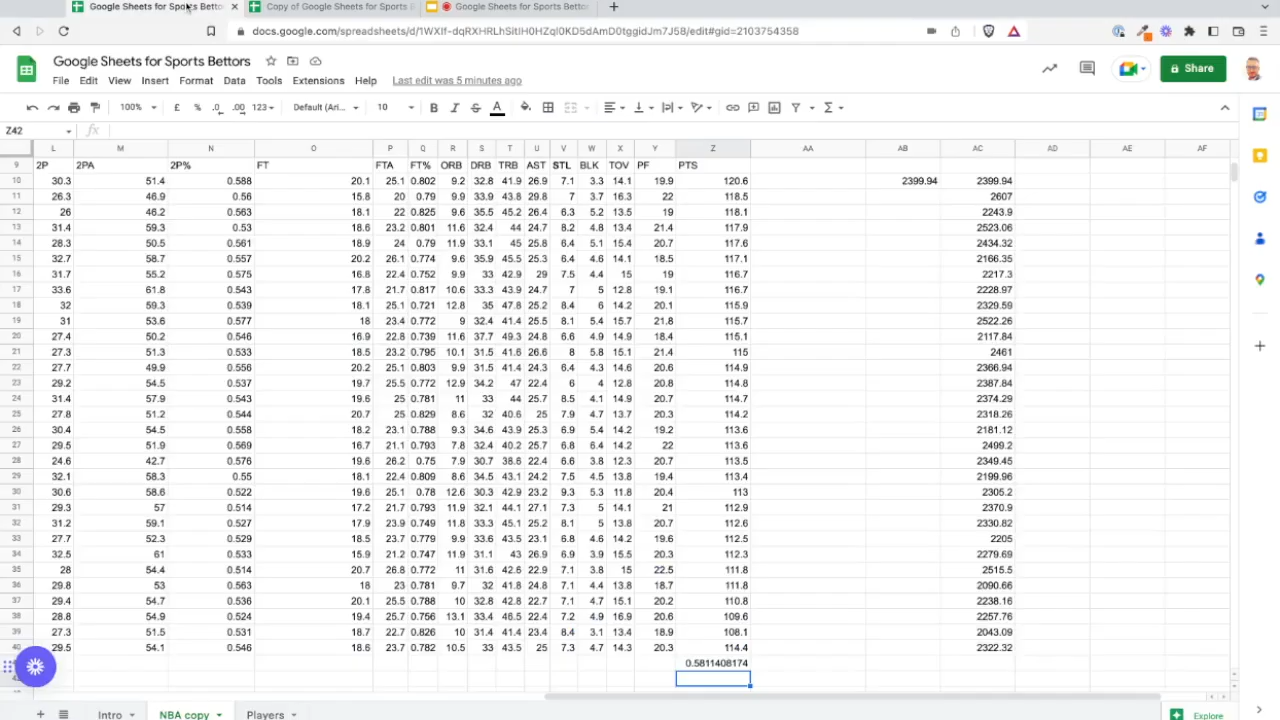 Google Sheets for Sports Bettor
Copy of Google Sheets for Sports B
Google Sheets for Sports Bettors
docs.google.com/spreadsheets/d/1WXIf-dqRXHRLhSitIH0HZqI0KD5dAmD0tggidJm7J58/edit#gid=2103754358
Google Sheets for Sports Bettors
File Edit View Insert Format Data Tools Extensions Help Last edit was 5 minutes ago
Share
100% £ % .0 .00 123 Default (Ari... 10 B I S A
Z42 fx
L M N O P Q R S T U V W X Y Z AA AB AC AD AE AF
9 2P 2PA 2P% FT FTA FT% ORB DRB TRB AST STL BLK TOV PF PTS
10 30.3 51.4 0.588 20.1 25.1 0.802 9.2 32.8 41.9 26.9 7.1 3.3 14.1 19.9 120.6 2399.94 2399.94
11 26.3 46.9 0.56 15.8 20 0.79 9.9 33.9 43.8 29.8 7 3.7 16.3 22 118.5 2607
12 26 46.2 0.563 18.1 22 0.825 9.6 35.5 45.2 26.4 6.3 5.2 13.5 19 118.1 2243.9
13 31.4 59.3 0.53 18.6 23.2 0.801 11.6 32.4 44 24.7 8.2 4.8 13.4 21.4 117.9 2523.06
14 28.3 50.5 0.561 18.9 24 0.79 11.9 33.1 45 25.8 6.4 5.1 15.4 20.7 117.6 2434.32
15 32.7 58.7 0.557 20.2 26.1 0.774 9.6 35.9 45.5 25.3 6.4 4.6 14.1 18.5 117.1 2166.35
16 31.7 55.2 0.575 16.8 22.4 0.752 9.9 33 42.9 29 7.5 4.4 15 19 116.7 2217.3
17 33.6 61.8 0.543 17.8 21.7 0.817 10.6 33.3 43.9 24.7 7 5 12.8 19.1 116.7 2228.97
18 32 59.3 0.539 18.1 25.1 0.721 12.8 35 47.8 25.2 8.4 6 14.2 20.1 115.9 2329.59
19 31 53.6 0.577 18 23.4 0.772 9 32.4 41.4 25.5 8.1 5.4 15.7 21.8 115.7 2522.26
20 27.4 50.2 0.546 16.9 22.8 0.739 11.6 37.7 49.3 24.8 6.6 4.9 14.9 18.4 115.1 2117.84
21 27.3 51.3 0.533 18.5 23.2 0.795 10.1 31.5 41.6 26.6 8 5.8 15.1 21.4 115 2461
22 27.7 49.9 0.556 20.2 25.1 0.803 9.9 31.5 41.4 24.3 6.4 4.3 14.6 20.6 114.9 2366.94
23 29.2 54.5 0.537 19.7 25.5 0.772 12.9 34.2 47 22.4 6 4 12.8 20.8 114.8 2387.84
24 31.4 57.9 0.543 19.6 25 0.781 11 33 44 25.7 8.5 4.1 14.9 20.7 114.7 2374.29
25 27.8 51.2 0.544 20.7 25 0.829 8.6 32 40.6 25 7.9 4.7 13.7 20.3 114.2 2318.26
26 30.4 54.5 0.558 18.2 23.1 0.788 9.3 34.6 43.9 25.3 6.9 5.4 14.2 19.2 113.6 2181.12
27 29.5 51.9 0.569 16.7 21.1 0.793 7.8 32.4 40.2 25.7 6.8 6.4 14.2 22 113.6 2499.2
28 24.6 42.7 0.576 19.6 26.2 0.75 7.9 30.7 38.6 22.4 6.6 3.8 12.3 20.7 113.5 2349.45
29 32.1 58.3 0.55 18.1 22.4 0.809 8.6 34.5 43.1 24.2 7.5 4.5 13.8 19.4 113.4 2199.96
30 30.6 58.6 0.522 19.6 25.1 0.78 12.6 30.3 42.9 23.2 9.3 5.3 11.8 20.4 113 2305.2
31 29.3 57 0.514 17.2 21.7 0.793 11.9 32.1 44.1 27.1 7.3 5 14.1 21 112.9 2370.9
32 31.2 59.1 0.527 17.9 23.9 0.749 11.8 33.3 45.1 25.2 8.1 5 13.8 20.7 112.6 2330.82
33 27.7 52.3 0.529 18.5 23.7 0.779 9.9 33.6 43.5 23.1 6.8 4.6 14.2 19.6 112.5 2205
34 32.5 61 0.533 15.9 21.2 0.747 11.9 31.1 43 26.9 6.9 3.9 15.5 20.3 112.3 2279.69
35 28 54.4 0.514 20.7 26.8 0.772 11 31.6 42.6 22.9 7.1 3.8 15 22.5 111.8 2515.5
36 29.8 53 0.563 18 23 0.781 9.7 32 41.8 24.8 7.1 4.4 13.8 18.7 111.8 2090.66
37 29.4 54.7 0.536 20.1 25.5 0.788 10 32.8 42.8 22.7 7.1 4.7 15.1 20.2 110.8 2238.16
38 28.8 54.9 0.524 19.4 25.7 0.756 13.1 33.4 46.5 22.4 7.2 4.9 16.9 20.6 109.6 2257.76
39 27.3 51.5 0.531 18.7 22.7 0.826 10 31.4 41.4 23.4 8.4 3.1 13.4 18.9 108.1 2043.09
40 29.5 54.1 0.546 18.6 23.7 0.782 10.5 33 43.5 25 7.3 4.7 14.3 20.3 114.4 2322.32
0.5811408174
Intro NBA copy Players Explore